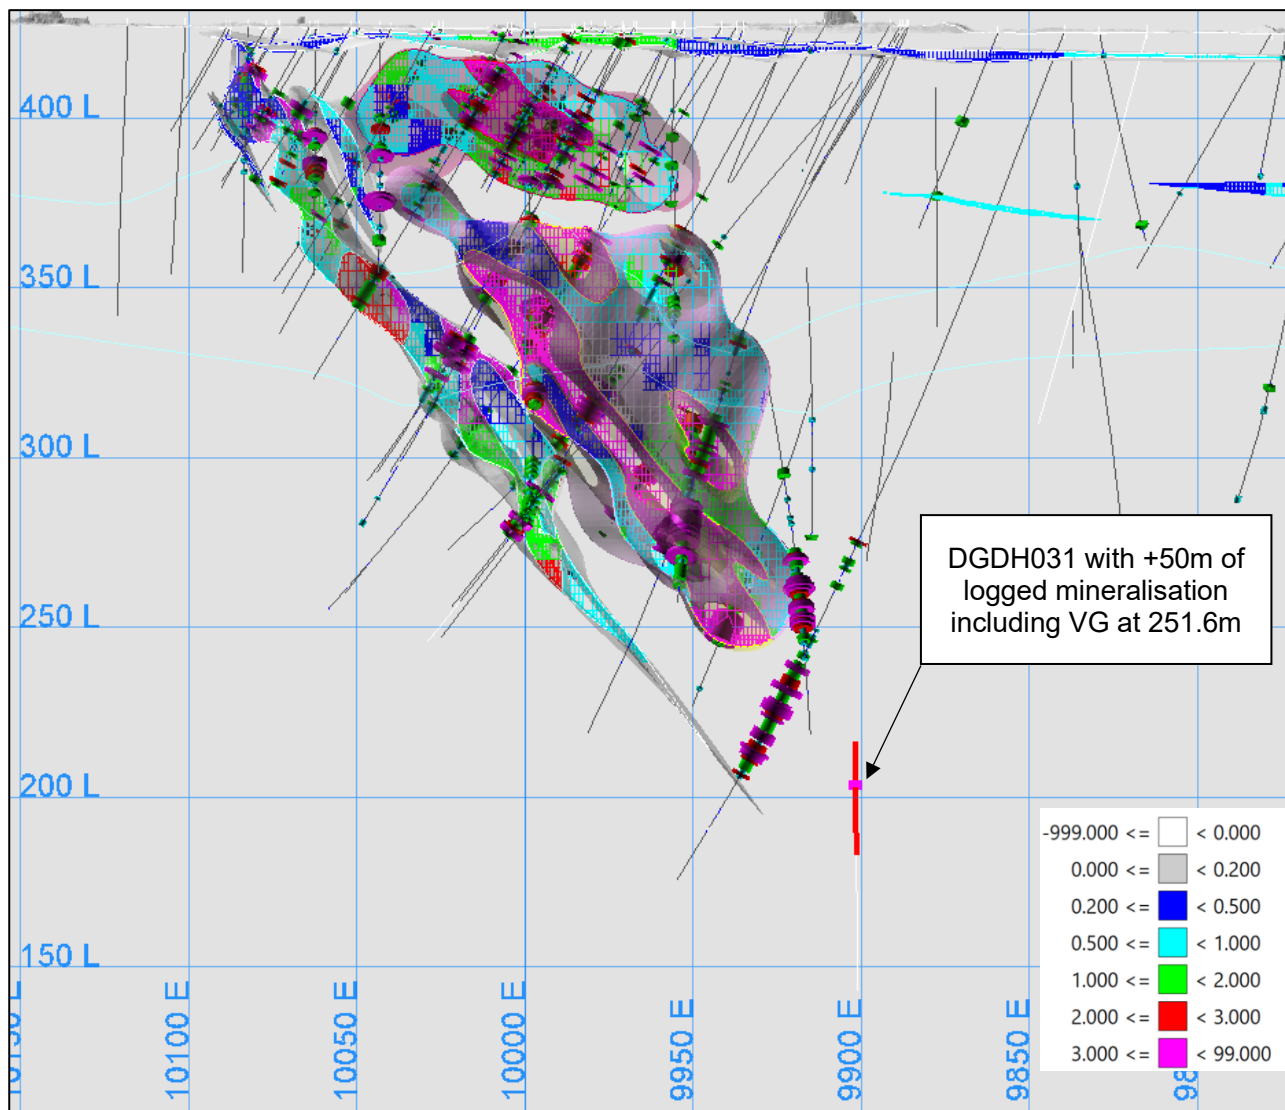 400 L
350 L
300 L
250 L
200 L
150 L
DGDH031 with +50m of
logged mineralisation
including VG at 251.6m
-999.000 <= < 0.000
0.000 <= < 0.200
0.200 <= < 0.500
0.500 <= < 1.000
1.000 <= < 2.000
2.000 <= < 3.000
3.000 <= < 99.000
10100 E
10050 E
10000 E
9950 E
9900 E
9850 E